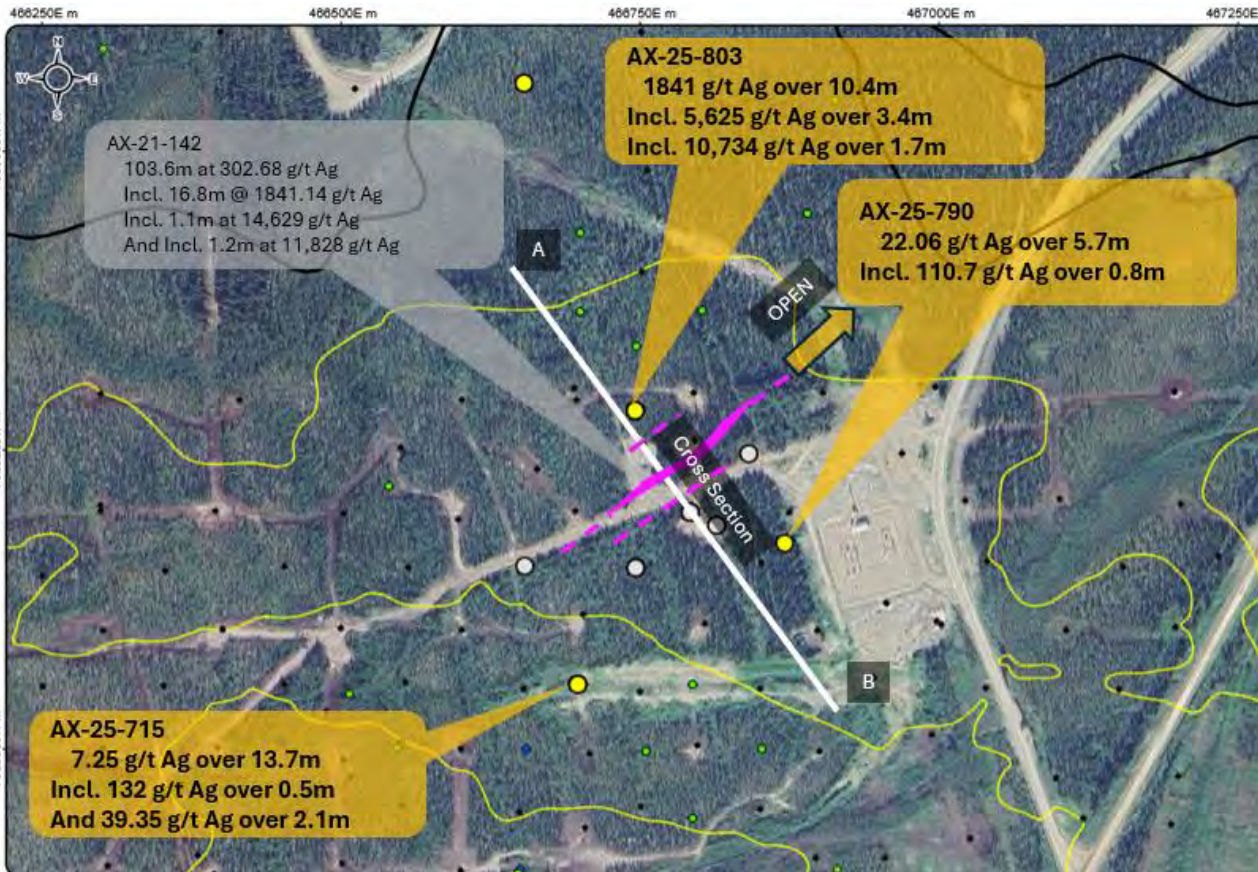 466250E m
466500E m
466750E m
467000E m
467250E
N
W
E
S
AX-25-803
1841 g/t Ag over 10.4m
Incl. 5,625 g/t Ag over 3.4m
Incl. 10,734 g/t Ag over 1.7m
AX-21-142
103.6m at 302.68 g/t Ag
Incl. 16.8m @ 1841.14 g/t Ag
Incl. 1.1m at 14,629 g/t Ag
And Incl. 1.2m at 11,828 g/t Ag
AX-25-790
22.06 g/t Ag over 5.7m
Incl. 110.7 g/t Ag over 0.8m
A
OPEN
Cross Section
B
AX-25-715
7.25 g/t Ag over 13.7m
Incl. 132 g/t Ag over 0.5m
And 39.35 g/t Ag over 2.1m